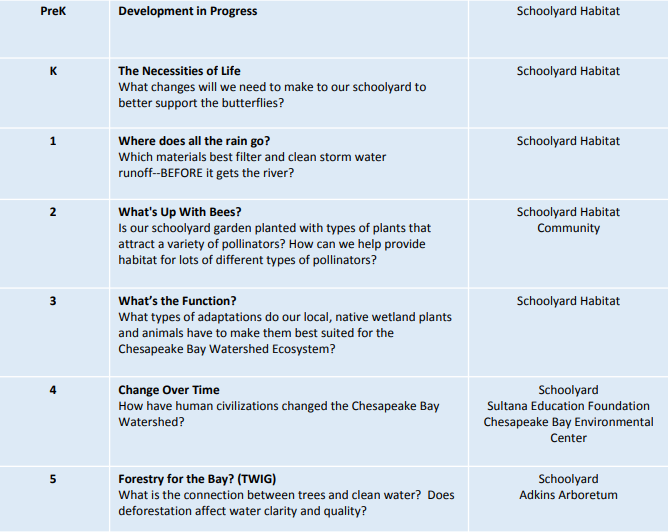 PreK
Development in Progress
Schoolyard Habitat
K
The Necessities of Life
What changes will we need to make to our schoolyard to
better support the butterflies?
Schoolyard Habitat
1
Where does all the rain go?
Which materials best filter and clean storm water
runoff--BEFORE it gets the river?
Schoolyard Habitat
2
What's Up With Bees?
Is our schoolyard garden planted with types of plants that
attract a variety of pollinators? How can we help provide
habitat for lots of different types of pollinators?
Schoolyard Habitat
Community
3
What’s the Function?
What types of adaptations do our local, native wetland plants
and animals have to make them best suited for the
Chesapeake Bay Watershed Ecosystem?
Schoolyard Habitat
4
Change Over Time
How have human civilizations changed the Chesapeake Bay
Watershed?
Schoolyard
Sultana Education Foundation
Chesapeake Bay Environmental
Center
5
Forestry for the Bay? (TWIG)
What is the connection between trees and clean water? Does
deforestation affect water clarity and quality?
Schoolyard
Adkins Arboretum